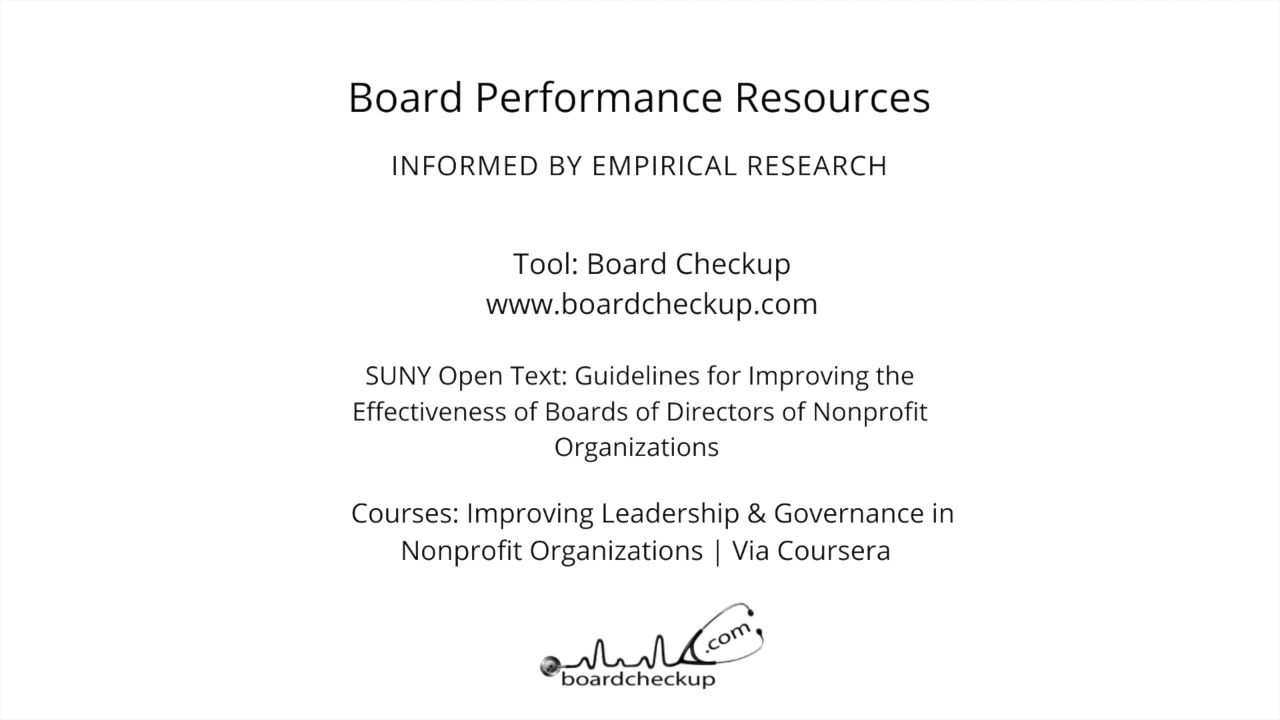 Board Performance Resources
INFORMED BY EMPIRICAL RESEARCH
Tool: Board Checkup
www.boardcheckup.com
SUNY Open Text: Guidelines for Improving the
Effectiveness of Boards of Directors of Nonprofit
Organizations
Courses: Improving Leadership & Governance in
Nonprofit Organizations | Via Coursera
.com
boardcheckup